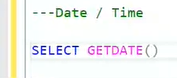 ---Date / Time
SELECT GETDATE()